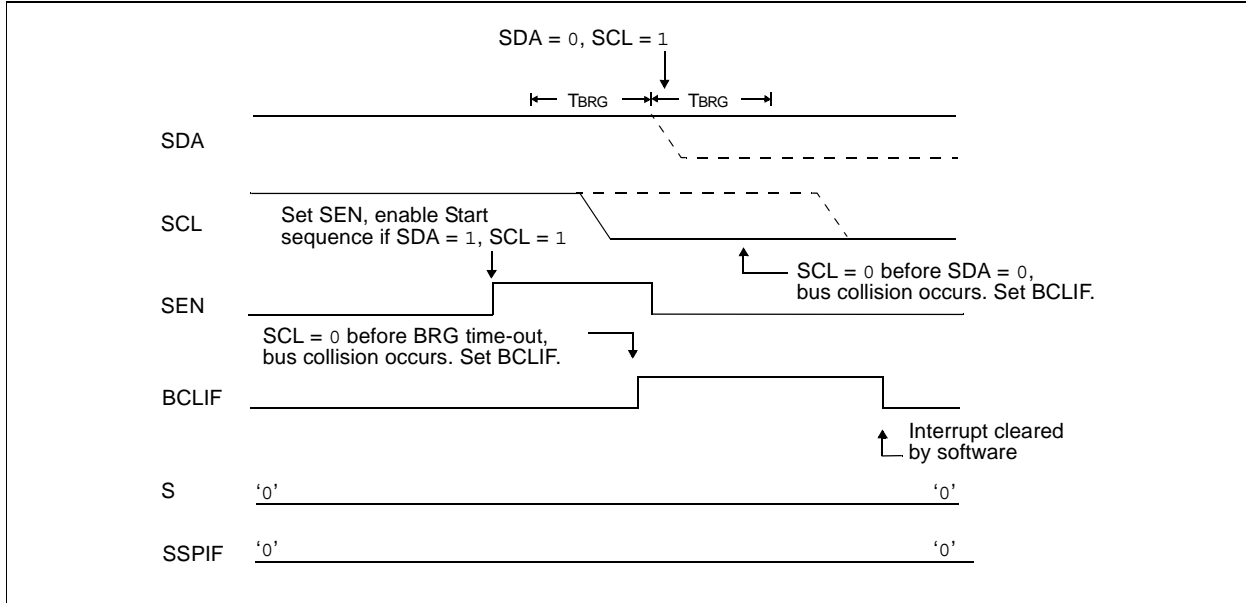 SDA = 0, SCL = 1
TBRG TBRG
SDA
SCL
Set SEN, enable Start
sequence if SDA = 1, SCL = 1
SCL = 0 before SDA = 0,
bus collision occurs. Set BCLIF.
SEN
SCL = 0 before BRG time-out,
bus collision occurs. Set BCLIF.
BCLIF
Interrupt cleared
by software
S ‘0’ ‘0’
SSPIF ‘0’ ‘0’